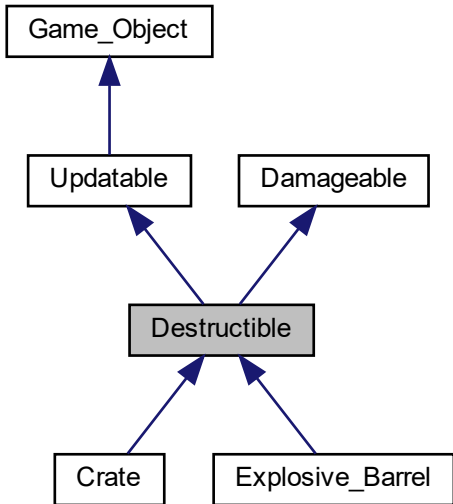 Game_Object
Updatable
Damageable
Destructible
Crate
Explosive_Barrel